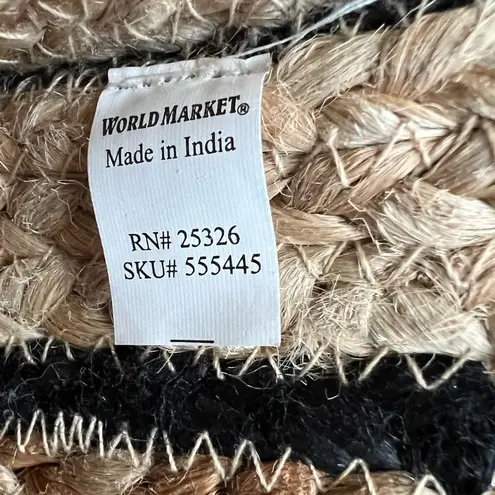 WORLD MARKET®
Made in India
RN# 25326
SKU# 555445